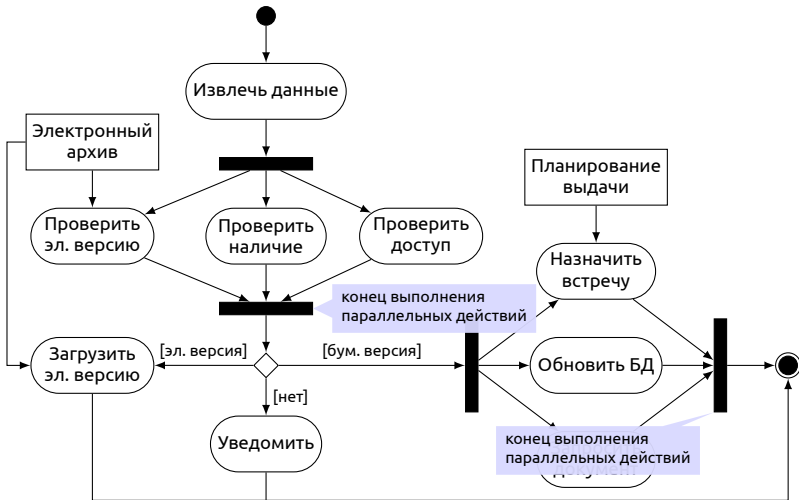 Извлечь данные
Электронный
архив
Планирование
выдачи
Проверить
эл. версию
Проверить
наличие
Проверить
доступ
Назначить
встречу
конец выполнения
параллельных действий
[эл. версия]
[бум. версия]
Загрузить
эл. версию
Обновить БД
[нет]
Уведомить
конец выполнения
параллельных действий
документ